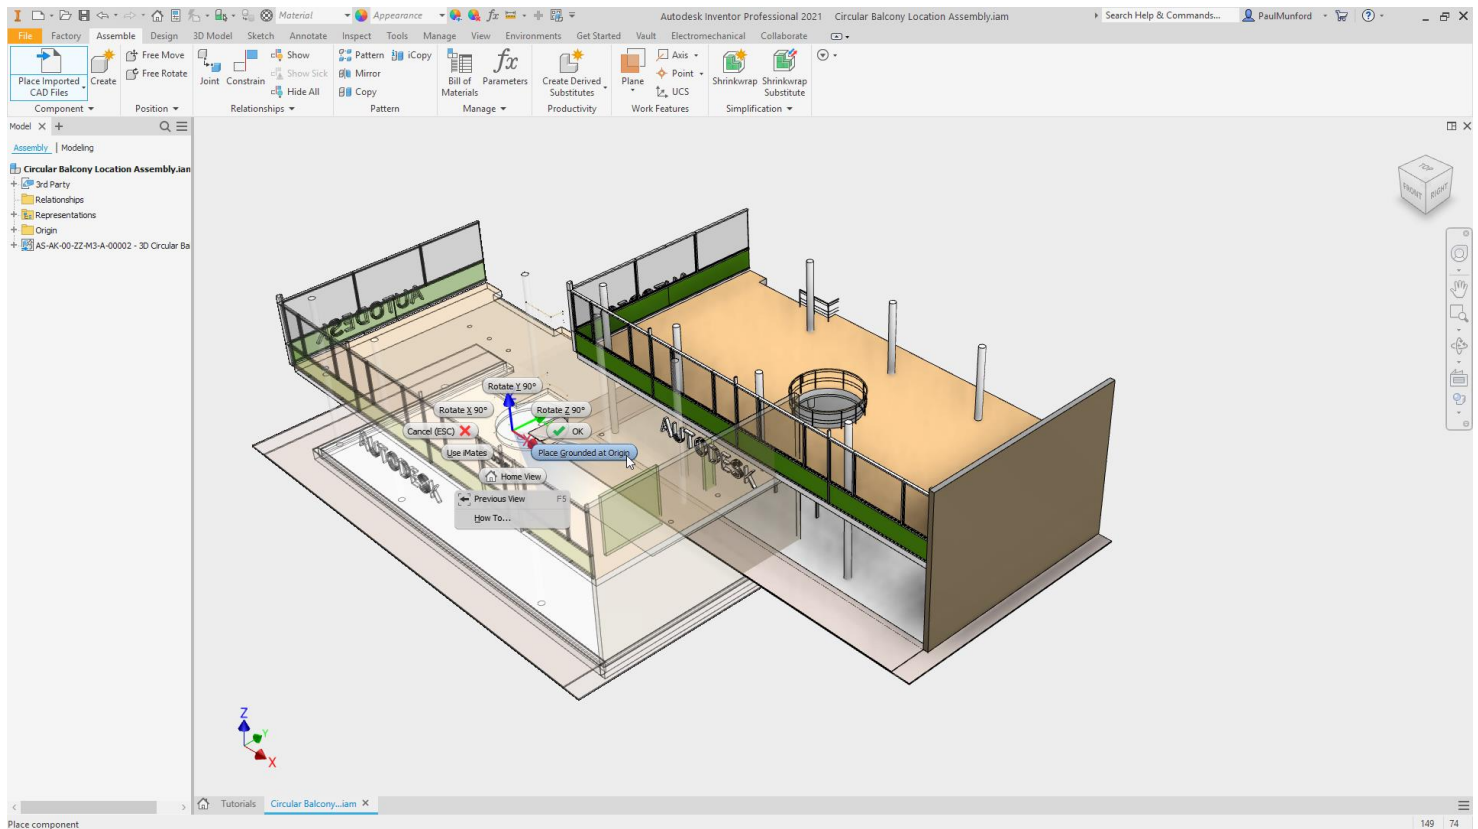 Material
Appearance
Autodesk Inventor Professional 2021 Circular Balcony Location Assembly.iam
Search Help & Commands...
PaulMunford
File Factory Assemble Design 3D Model Sketch Annotate Inspect Tools Manage View Environments Get Started Vault Electromechanical Collaborate
Place Imported
CAD Files
Create
Free Move
Free Rotate
Joint Constrain
Show
Show Sick
Hide All
Pattern iCopy
Mirror
Copy
Bill of
Materials
Parameters
Create Derived
Substitutes
Plane
Axis
Point
UCS
Shrinkwrap
Shrinkwrap
Substitute
Component Position Relationships Pattern Manage Productivity Work Features Simplification
Model
Assembly | Modeling
Circular Balcony Location Assembly.ian
3rd Party
Relationships
Representations
Origin
AS-AK-00-ZZ-M3-A-00002 - 3D Circular Ba
TOP
FRONT
RIGHT
AUTODESK
AUTODESK
AUTODESK
Rotate Y 90°
Rotate X 90°
Rotate Z 90°
Cancel (ESC)
OK
Use iMates
Place Grounded at Origin
Home View
Previous View F5
How To...
Z
Y
X
Tutorials
Circular Balcony...iam
Place component
149 74